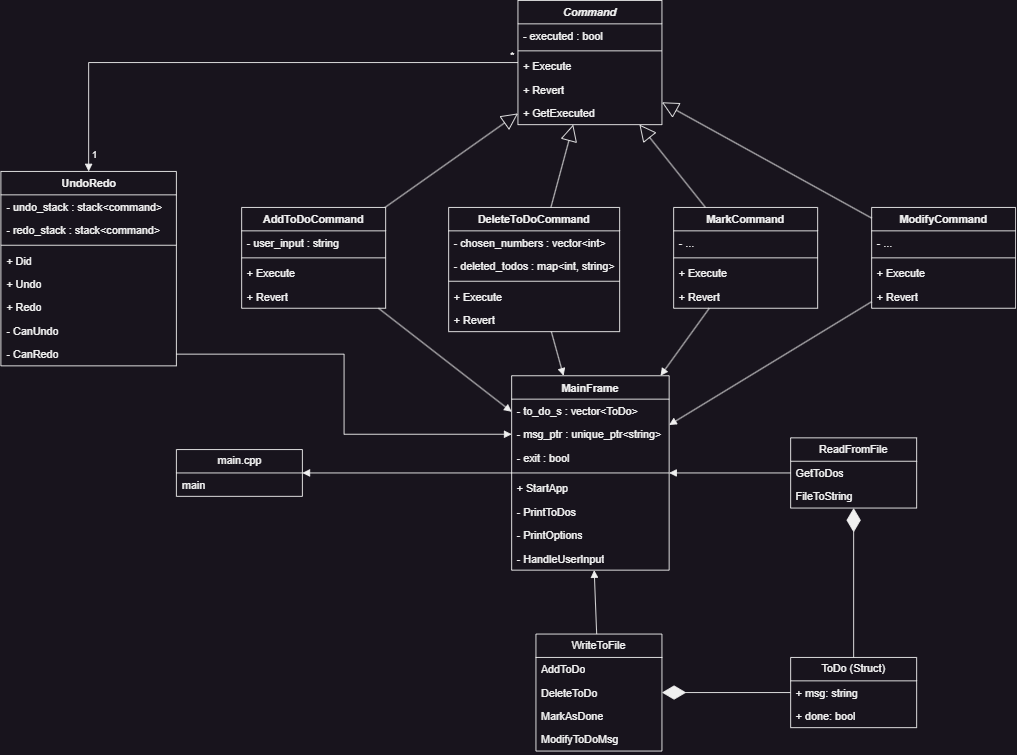 Command
- executed : bool
+ Execute
+ Revert
+ GetExecuted
*
1
UndoRedo
- undo_stack : stack<command>
- redo_stack : stack<command>
+ Did
+ Undo
+ Redo
- CanUndo
- CanRedo
AddToDoCommand
- user_input : string
+ Execute
+ Revert
DeleteToDoCommand
- chosen_numbers : vector<int>
- deleted_todos : map<int, string>
+ Execute
+ Revert
MarkCommand
- ...
+ Execute
+ Revert
ModifyCommand
- ...
+ Execute
+ Revert
MainFrame
- to_do_s : vector<ToDo>
- msg_ptr : unique_ptr<string>
- exit : bool
+ StartApp
- PrintToDos
- PrintOptions
- HandleUserInput
main.cpp
main
ReadFromFile
GetToDos
FileToString
WriteToFile
AddToDo
DeleteToDo
MarkAsDone
ModifyToDoMsg
ToDo (Struct)
+ msg: string
+ done: bool